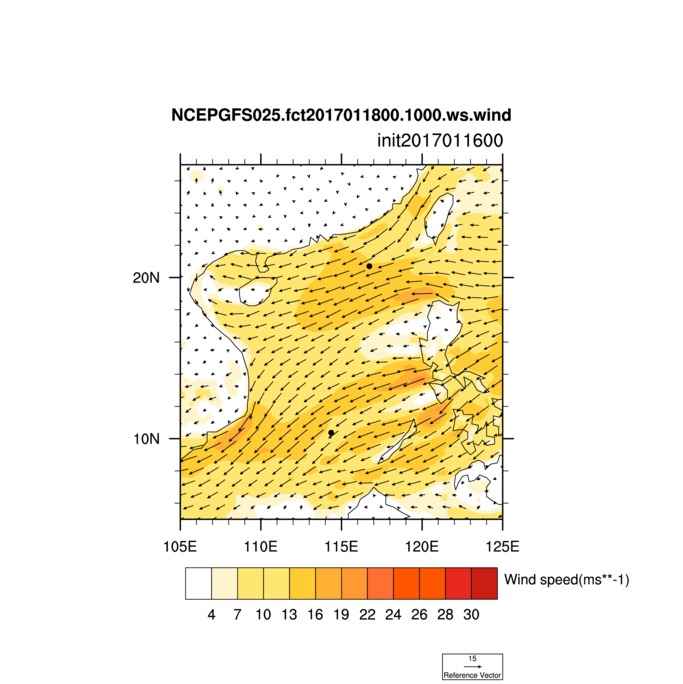 NCEPGFS025.fct2017011800.1000.ws.wind
init2017011600
20N
10N
105E 110E 115E 120E 125E
Wind speed(ms**-1)
4 7 10 13 16 19 22 24 26 28 30
15
Reference Vector